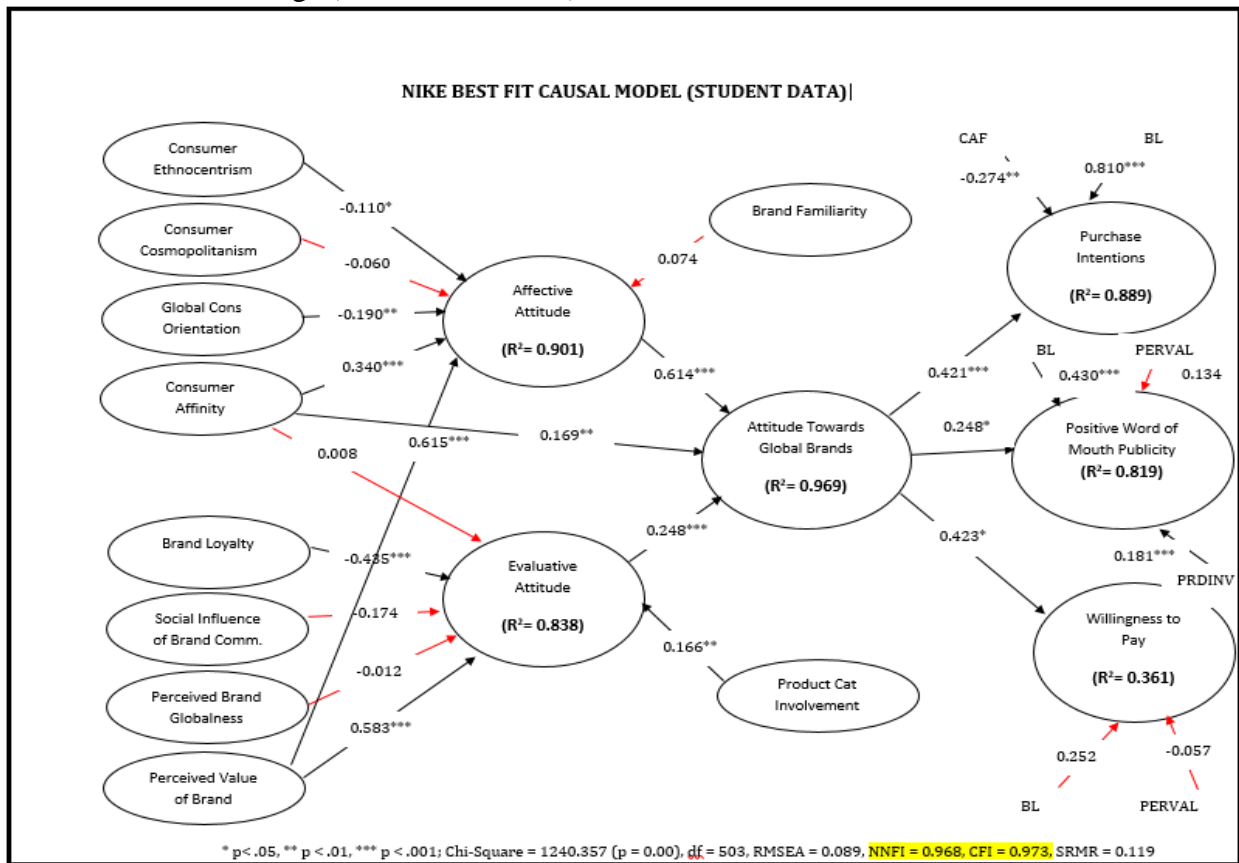 NIKE BEST FIT CAUSAL MODEL (STUDENT DATA)|
Consumer
Ethnocentrism
-0.110*
Consumer
Cosmopolitanism
-0.060
Global Cons
Orientation
-0.190**
Consumer
Affinity
0.340***
0.615***
0.008
0.169**
Brand Familiarity
0.074
Affective
Attitude
(R²= 0.901)
0.614***
Attitude Towards
Global Brands
(R²= 0.969)
0.248***
Evaluative
Attitude
(R²= 0.838)
Brand Loyalty
-0.435***
Social Influence
of Brand Comm.
-0.174
Perceived Brand
Globalness
-0.012
Perceived Value
of Brand
0.583***
0.166**
Product Cat
Involvement
CAF
BL
-0.274**
0.810***
Purchase
Intentions
(R²= 0.889)
0.421***
BL
PERVAL
0.430***
0.134
0.248*
Positive Word of
Mouth Publicity
(R²= 0.819)
0.423*
0.181***
PRDINV
Willingness to
Pay
(R²= 0.361)
0.252
-0.057
BL
PERVAL
* p< .05, ** p < .01, *** p < .001; Chi-Square = 1240.357 (p = 0.00), df = 503, RMSEA = 0.089, NNFI = 0.968, CFI = 0.973, SRMR = 0.119